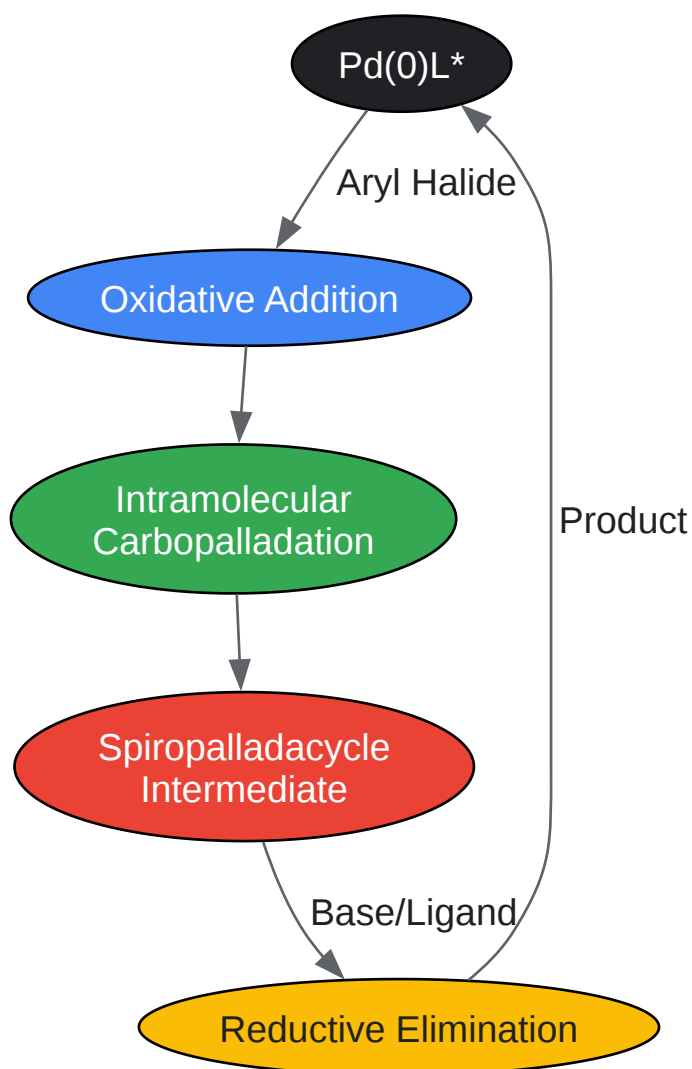 Pd(0)L*
Aryl Halide
Oxidative Addition
Intramolecular
Carbopalladation
Product
Spiropalladacycle
Intermediate
Base/Ligand
Reductive Elimination